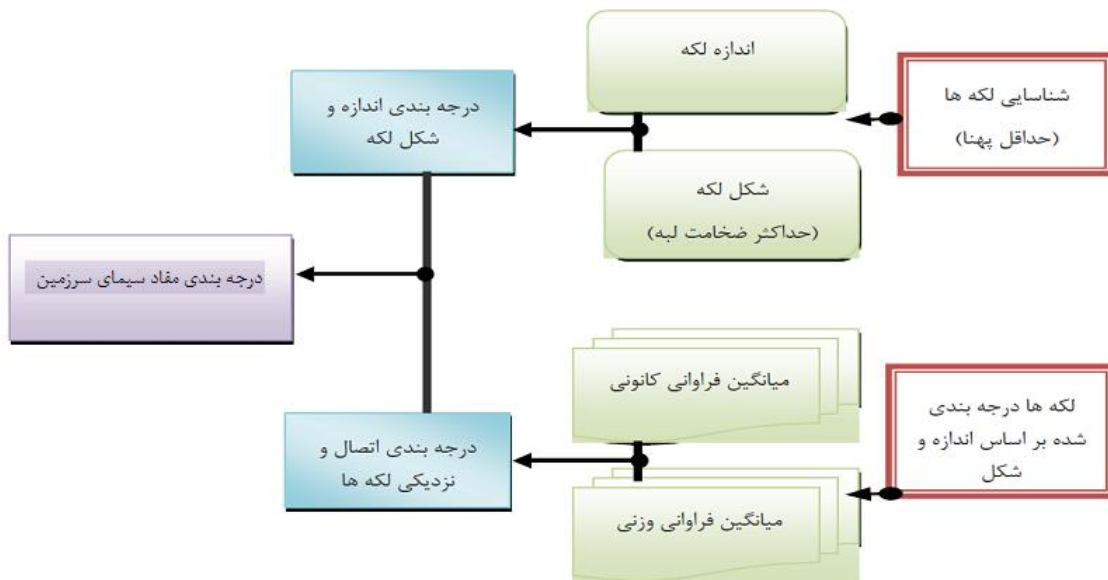 شناسایی لکه ها
(حداقل پهنا)
اندازه لکه
شکل لکه
(حداکثر ضخامت لبه)
درجه بندی اندازه و
شکل لکه
درجه بندی مفاد سیمای سرزمین
لکه ها درجه بندی
شده بر اساس اندازه و
شکل
میانگین فراوانی کانونی
میانگین فراوانی وزنی
درجه بندی اتصال و
نزدیکی لکه ها